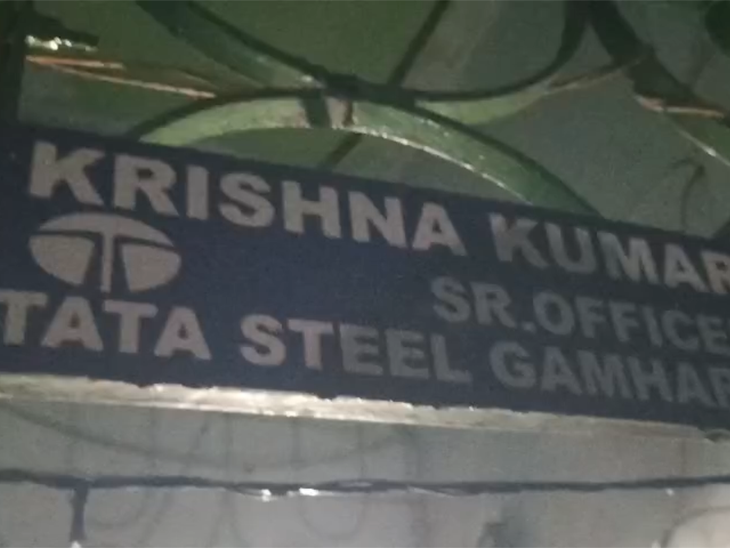 KRISHNA KUMAR
SR.OFFICE
TATA STEEL GAMHAR